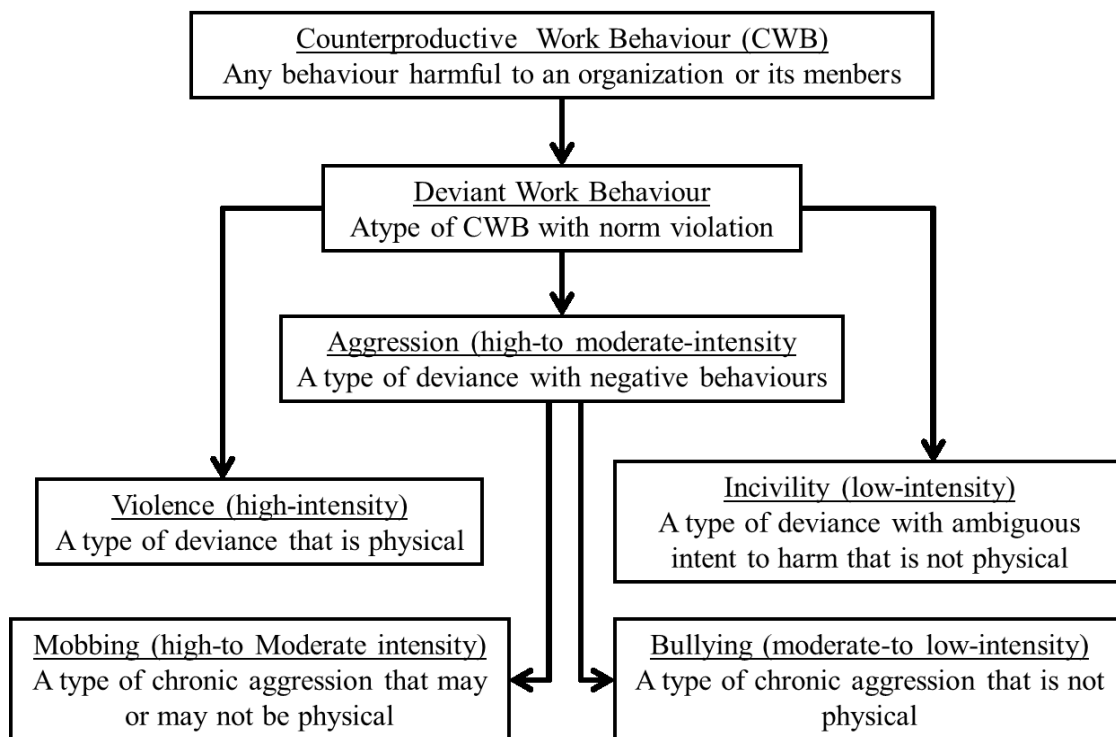 Counterproductive Work Behaviour (CWB)
Any behaviour harmful to an organization or its menbers
Deviant Work Behaviour
Atype of CWB with norm violation
Aggression (high-to moderate-intensity
A type of deviance with negative behaviours
Violence (high-intensity)
A type of deviance that is physical
Incivility (low-intensity)
A type of deviance with ambiguous
intent to harm that is not physical
Mobbing (high-to Moderate intensity)
A type of chronic aggression that may
or may not be physical
Bullying (moderate-to low-intensity)
A type of chronic aggression that is not
physical